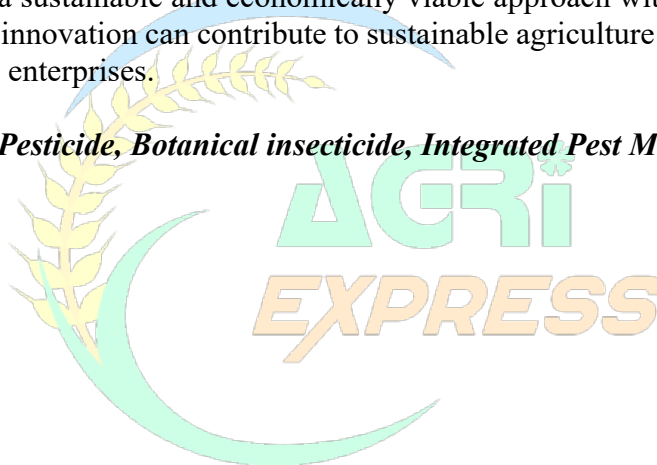 a sustainable and economically viable approach wit
innovation can contribute to sustainable agriculture
enterprises.
Pesticide, Botanical insecticide, Integrated Pest M
AGRi
EXPRESS